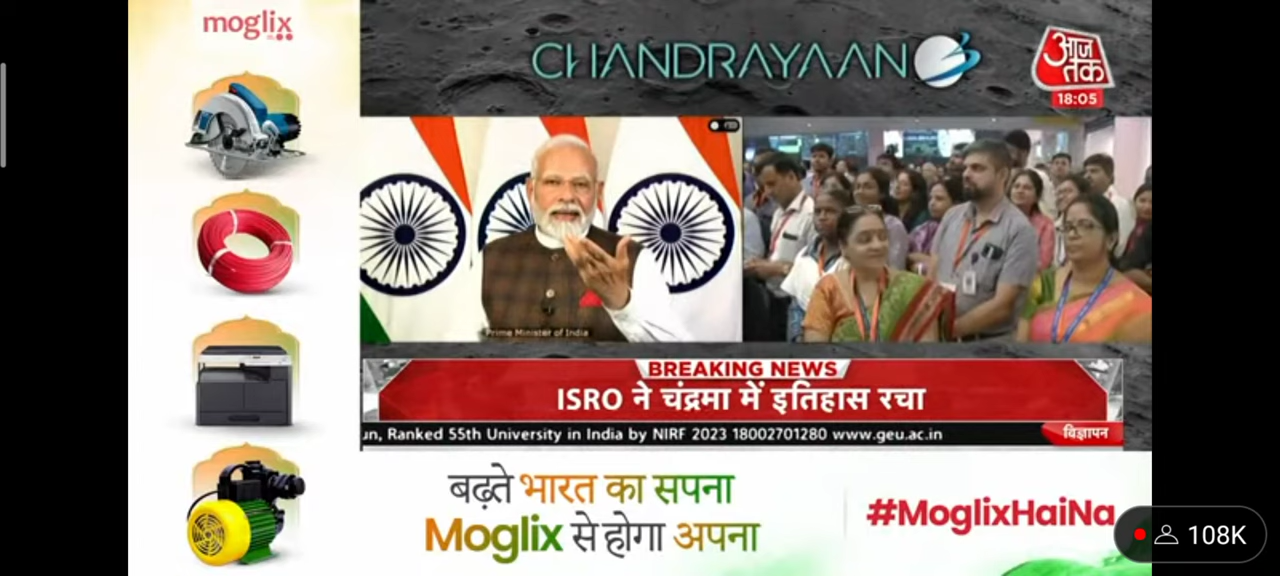 moglix
CHANDRAYAAN
आज
तक
18:05
Prime Minister of India
BREAKING NEWS
ISRO ने चंद्रमा में इतिहास रचा
un, Ranked 55th University in India by NIRF 2023 18002701280 www.geu.ac.in
विज्ञापन
बढ़ते भारत का सपना
Moglix से होगा अपना
#MoglixHaiNa
108K